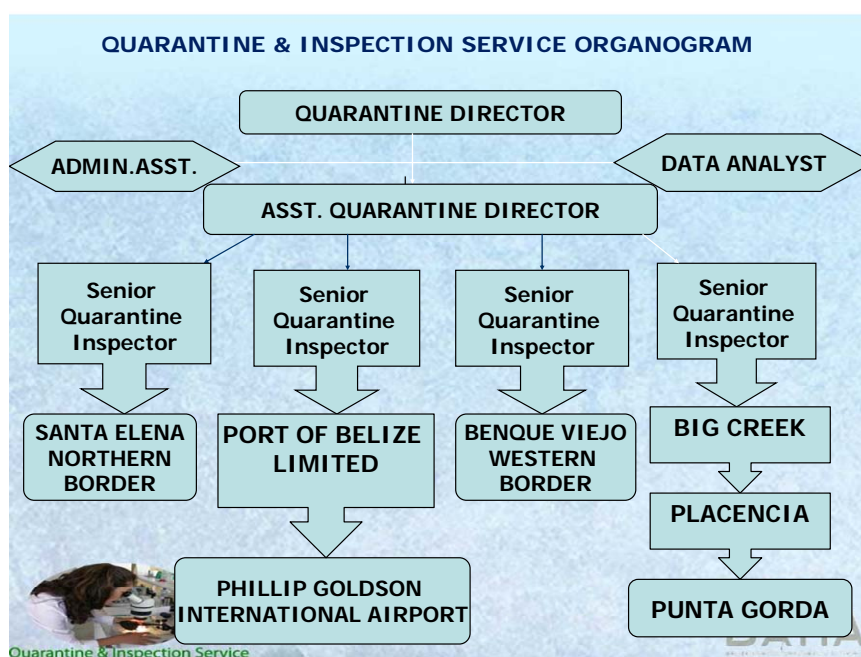 QUARANTINE & INSPECTION SERVICE ORGANOGRAM
QUARANTINE DIRECTOR
ADMIN.ASST.
DATA ANALYST
ASST. QUARANTINE DIRECTOR
Senior
Quarantine
Inspector
Senior
Quarantine
Inspector
Senior
Quarantine
Inspector
Senior
Quarantine
Inspector
SANTA ELENA
NORTHERN
BORDER
PORT OF BELIZE
LIMITED
BENQUE VIEJO
WESTERN
BORDER
BIG CREEK
PLACENCIA
PHILLIP GOLDSON
INTERNATIONAL AIRPORT
PUNTA GORDA
Quarantine & Inspection Service